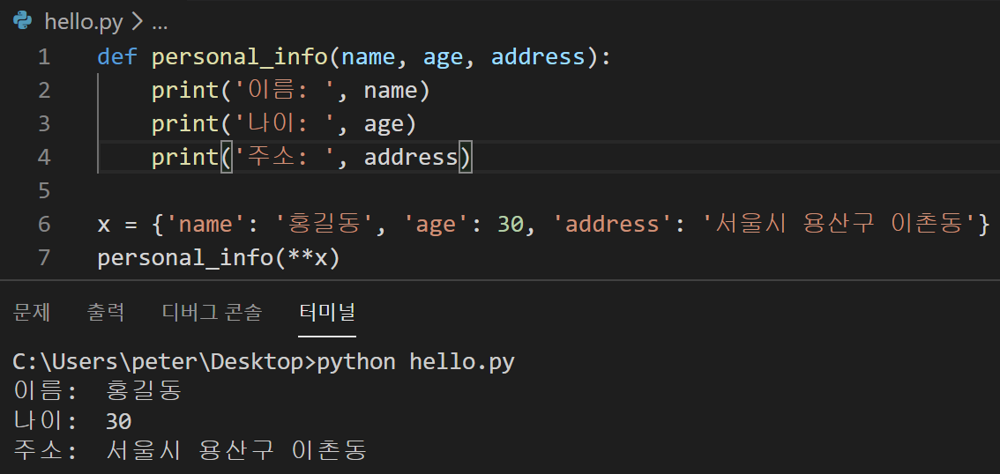 hello.py > ...
1 def personal_info(name, age, address):
2     print('이름: ', name)
3     print('나이: ', age)
4     print('주소: ', address)
5
6 x = {'name': '홍길동', 'age': 30, 'address': '서울시 용산구 이촌동'}
7 personal_info(**x)
문제 출력 디버그 콘솔 터미널
C:\Users\peter\Desktop>python hello.py
이름:  홍길동
나이:  30
주소:  서울시 용산구 이촌동